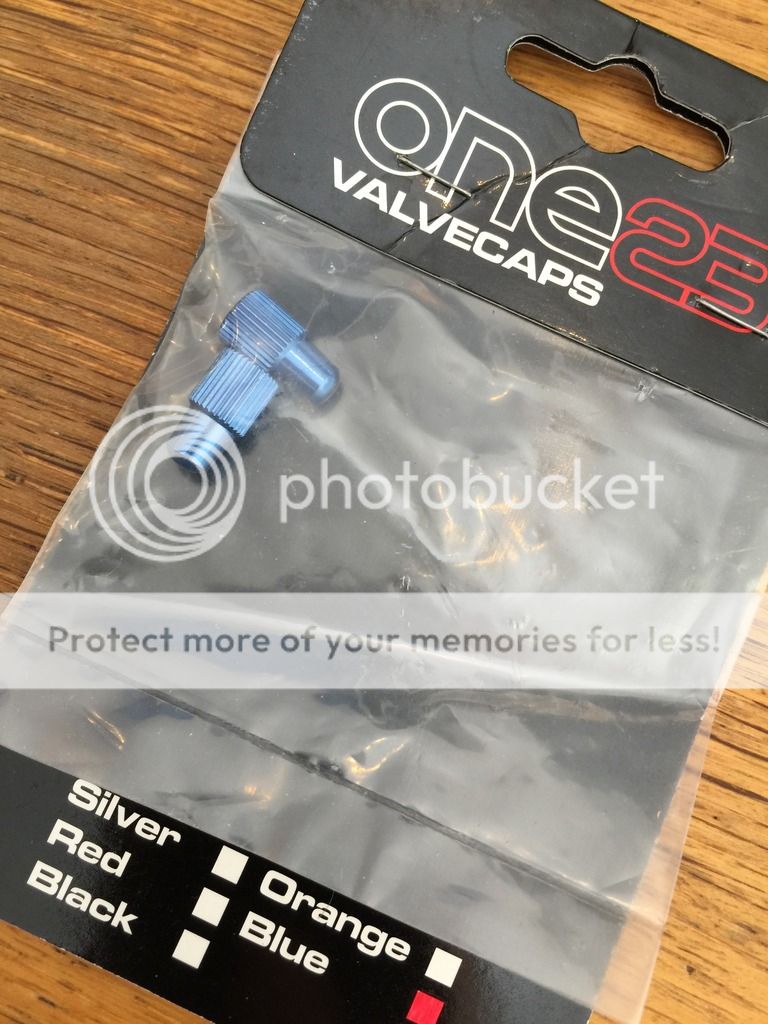 one23
VALVECAPS
photobucket
Protect more of your memories for less!
Silver
Red
Black
Orange
Blue